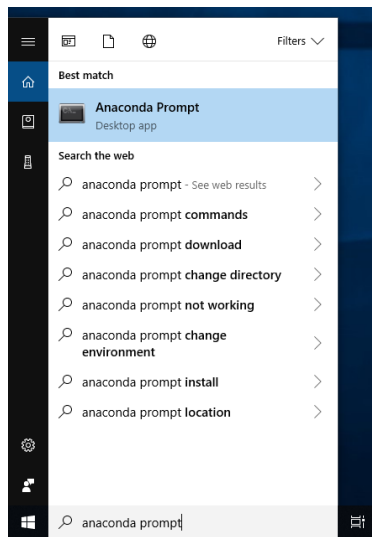 Filters
Best match
Anaconda Prompt
Desktop app
Search the web
anaconda prompt - See web results
anaconda prompt commands
anaconda prompt download
anaconda prompt change directory
anaconda prompt not working
anaconda prompt change
environment
anaconda prompt install
anaconda prompt location
anaconda prompt